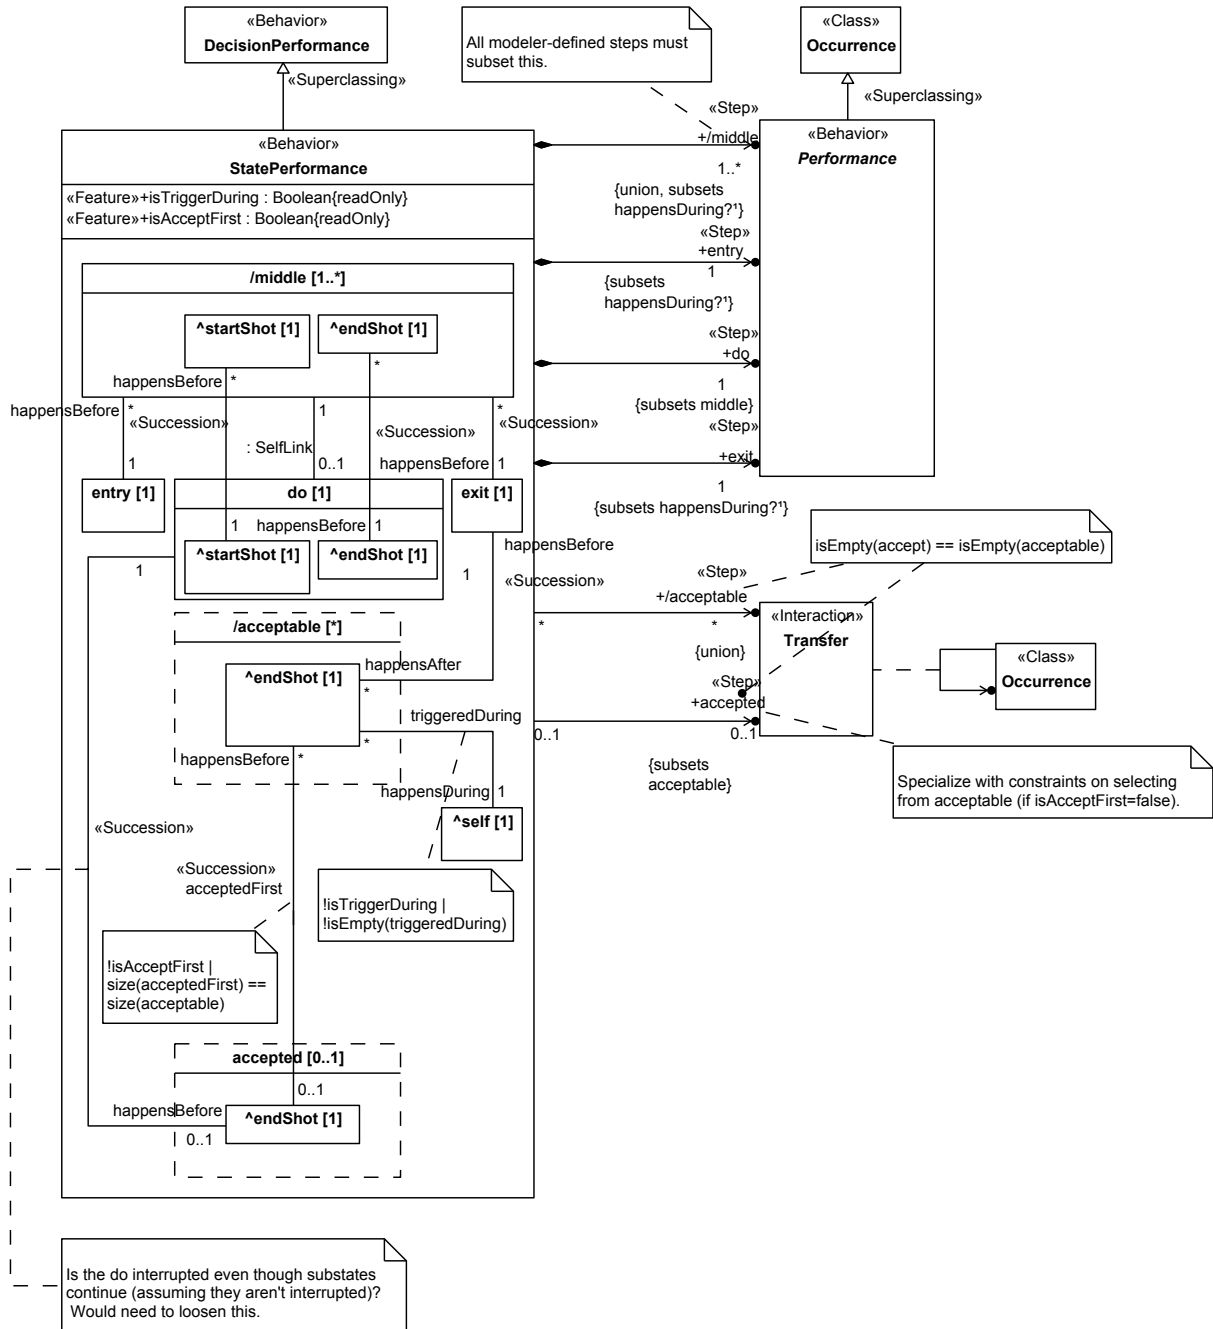 «Behavior»
DecisionPerformance
All modeler-defined steps must
subset this.
«Class»
Occurrence
«Superclassing»
«Superclassing»
«Behavior»
StatePerformance
«Feature»+isTriggerDuring : Boolean{readOnly}
«Feature»+isAcceptFirst : Boolean{readOnly}
«Step»
+/middle
1..*
{union, subsets
happensDuring?¹}
«Behavior»
Performance
«Step»
+entry
1
{subsets
happensDuring?¹}
«Step»
+do
1
{subsets middle}
«Step»
+exit
1
{subsets happensDuring?¹}
/middle [1..*]
^startShot [1]
^endShot [1]
happensBefore
*
*
happensBefore
*
«Succession»
1
: SelfLink
0..1
«Succession»
*
«Succession»
happensBefore
1
1
entry [1]
do [1]
exit [1]
1
happensBefore
1
^startShot [1]
^endShot [1]
1
happensBefore
1
«Succession»
isEmpty(accept) == isEmpty(acceptable)
«Step»
+/acceptable
*
*
{union}
«Interaction»
Transfer
«Class»
Occurrence
«Step»
+accepted
0..1
0..1
{subsets
acceptable}
/acceptable [*]
^endShot [1]
happensAfter
*
triggeredDuring
*
happensBefore
*
happensDuring
1
^self [1]
Specialize with constraints on selecting
from acceptable (if isAcceptFirst=false).
«Succession»
«Succession»
acceptedFirst
!isTriggerDuring |
!isEmpty(triggeredDuring)
!isAcceptFirst |
size(acceptedFirst) ==
size(acceptable)
accepted [0..1]
0..1
happensBefore
0..1
^endShot [1]
Is the do interrupted even though substates
continue (assuming they aren't interrupted)?
Would need to loosen this.